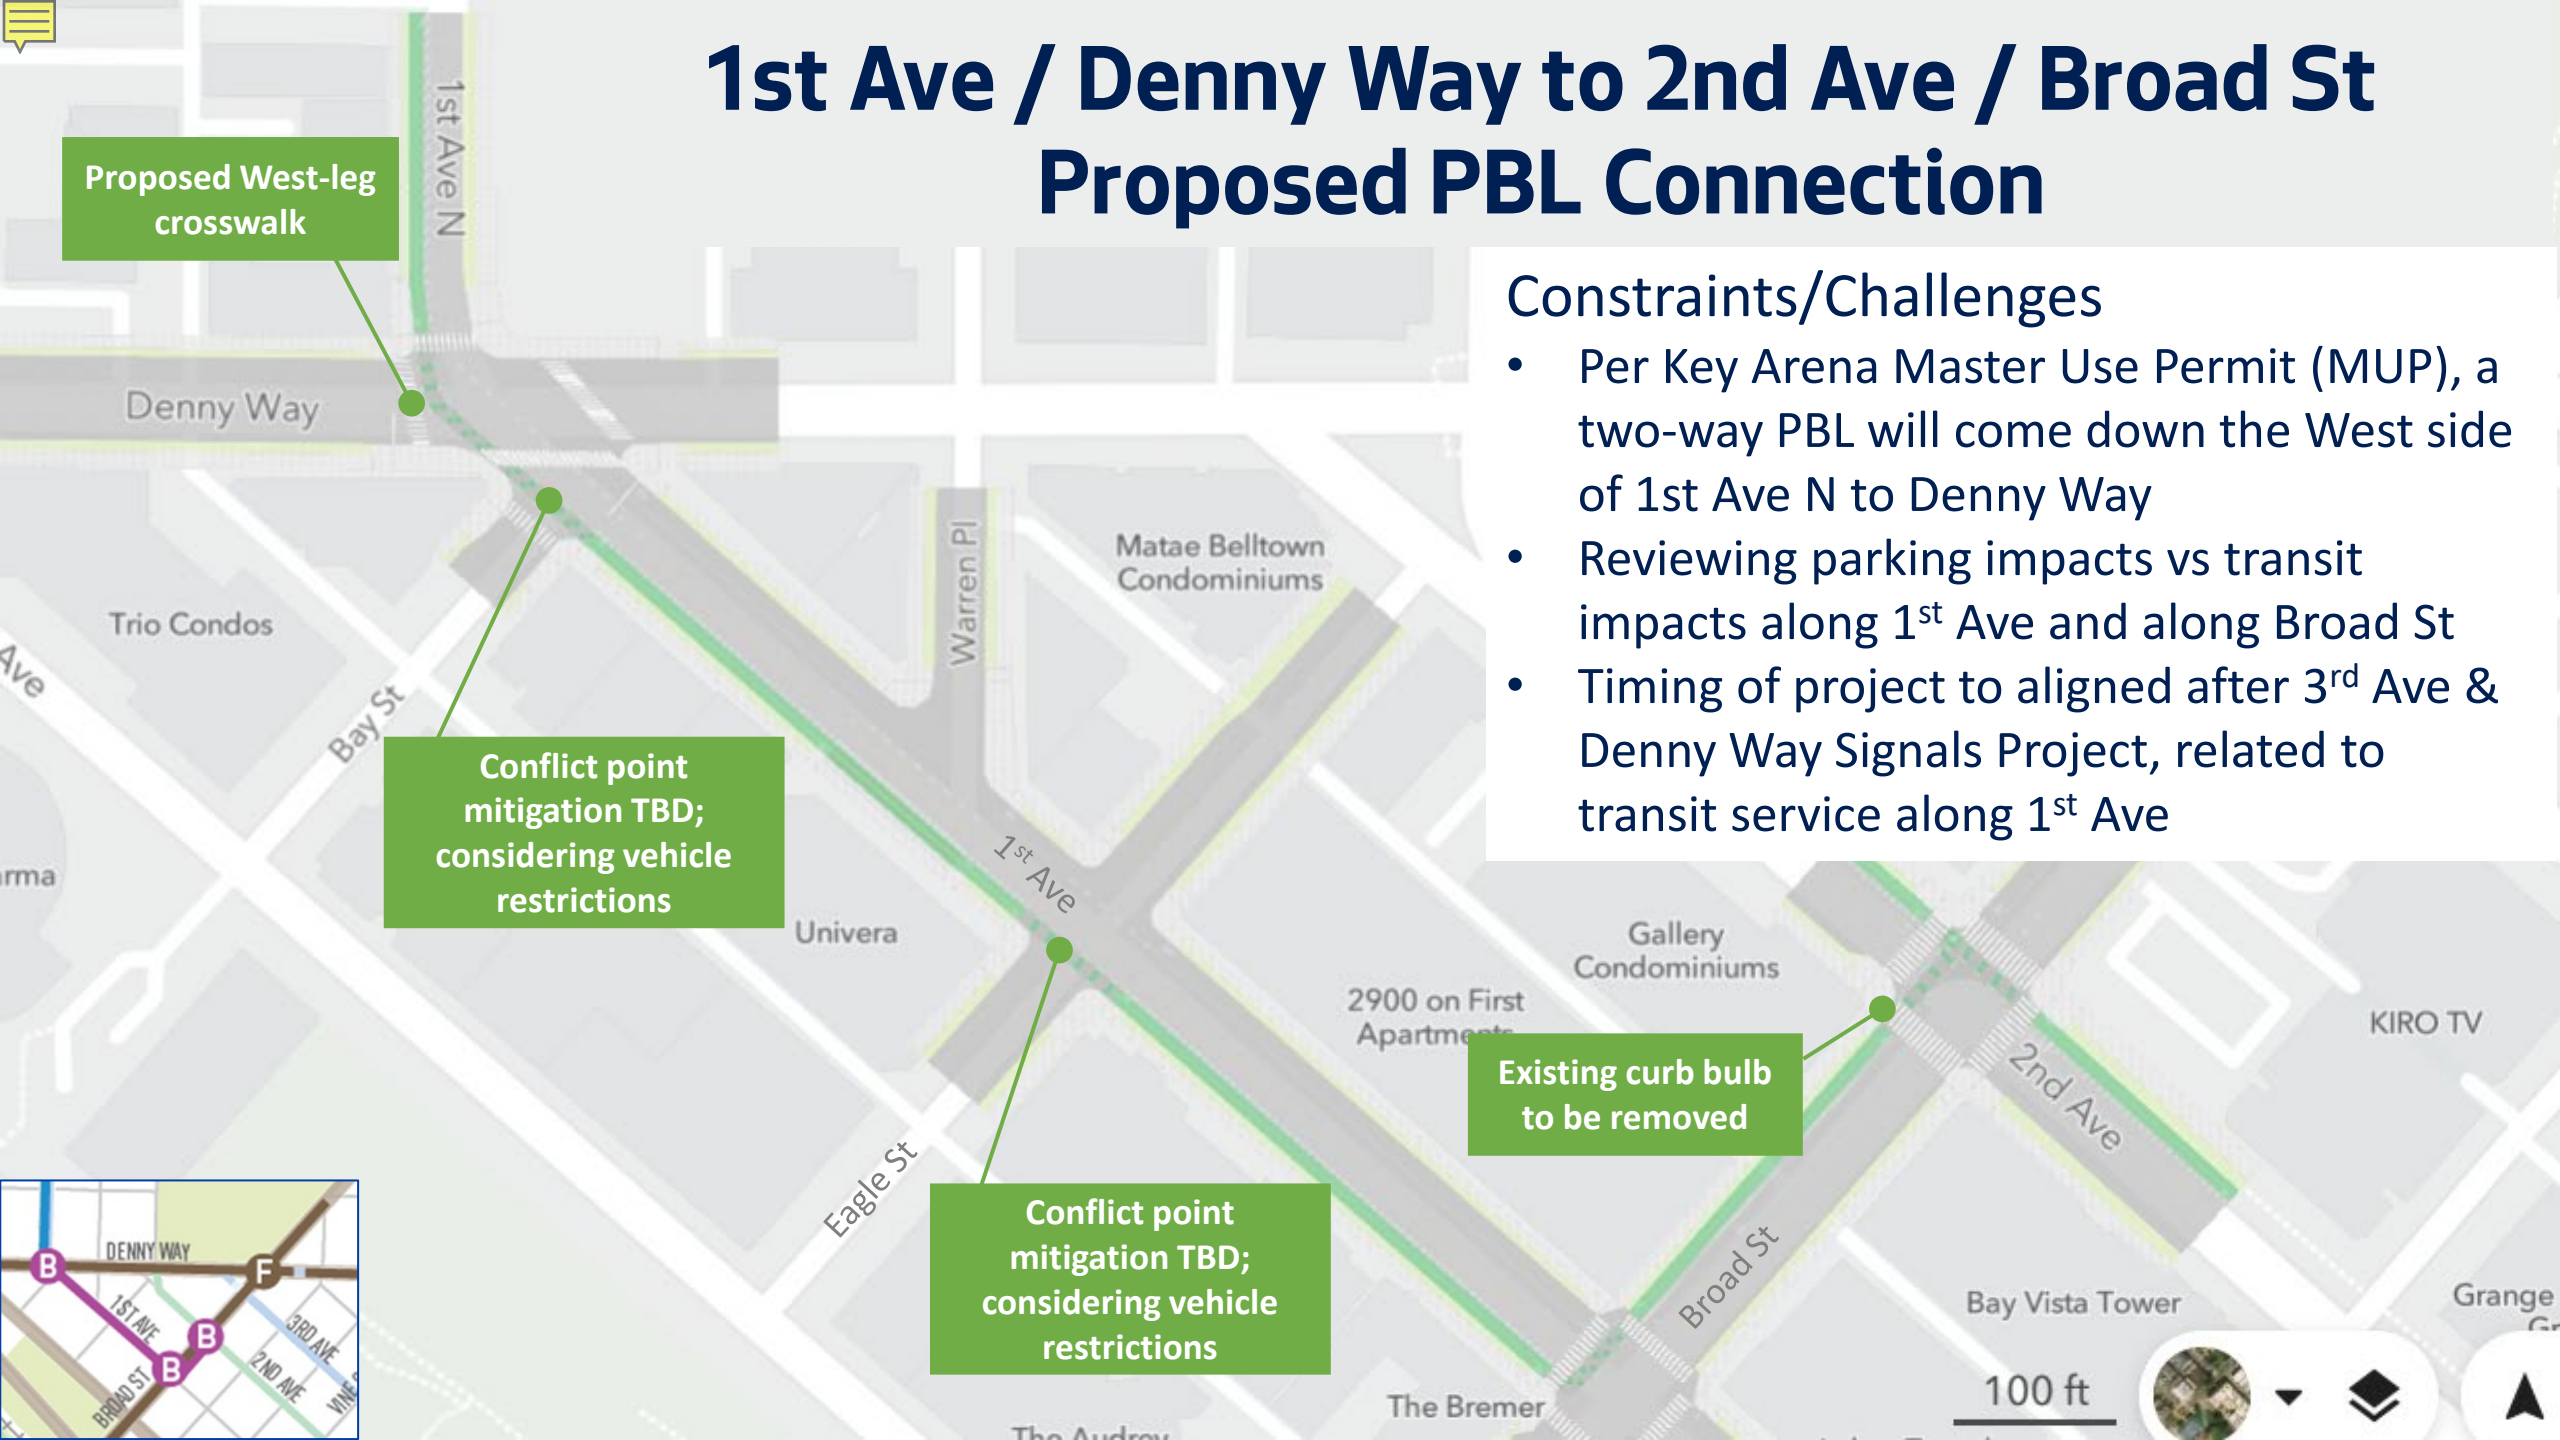 1st Ave / Denny Way to 2nd Ave / Broad St
Proposed PBL Connection
1st Ave N
Proposed West-leg
crosswalk
Denny Way
Constraints/Challenges
• Per Key Arena Master Use Permit (MUP), a
two-way PBL will come down the West side
of 1st Ave N to Denny Way
• Reviewing parking impacts vs transit
impacts along 1st Ave and along Broad St
• Timing of project to aligned after 3rd Ave &
Denny Way Signals Project, related to
transit service along 1st Ave
Matae Belltown
Condominiums
Warren Pl
Trio Condos
Ave
Bay St
Conflict point
mitigation TBD;
considering vehicle
restrictions
1st Ave
arma
Univera
Gallery
Condominiums
2900 on First
Apartments
KIRO TV
Existing curb bulb
to be removed
2nd Ave
Eagle St
Conflict point
mitigation TBD;
considering vehicle
restrictions
Broad St
Bay Vista Tower
Grange
Gr
The Bremer
The Audrey
100 ft
DENNY WAY
B
F
1ST AVE
B
3RD AVE
B
2ND AVE
BROAD ST
VINE